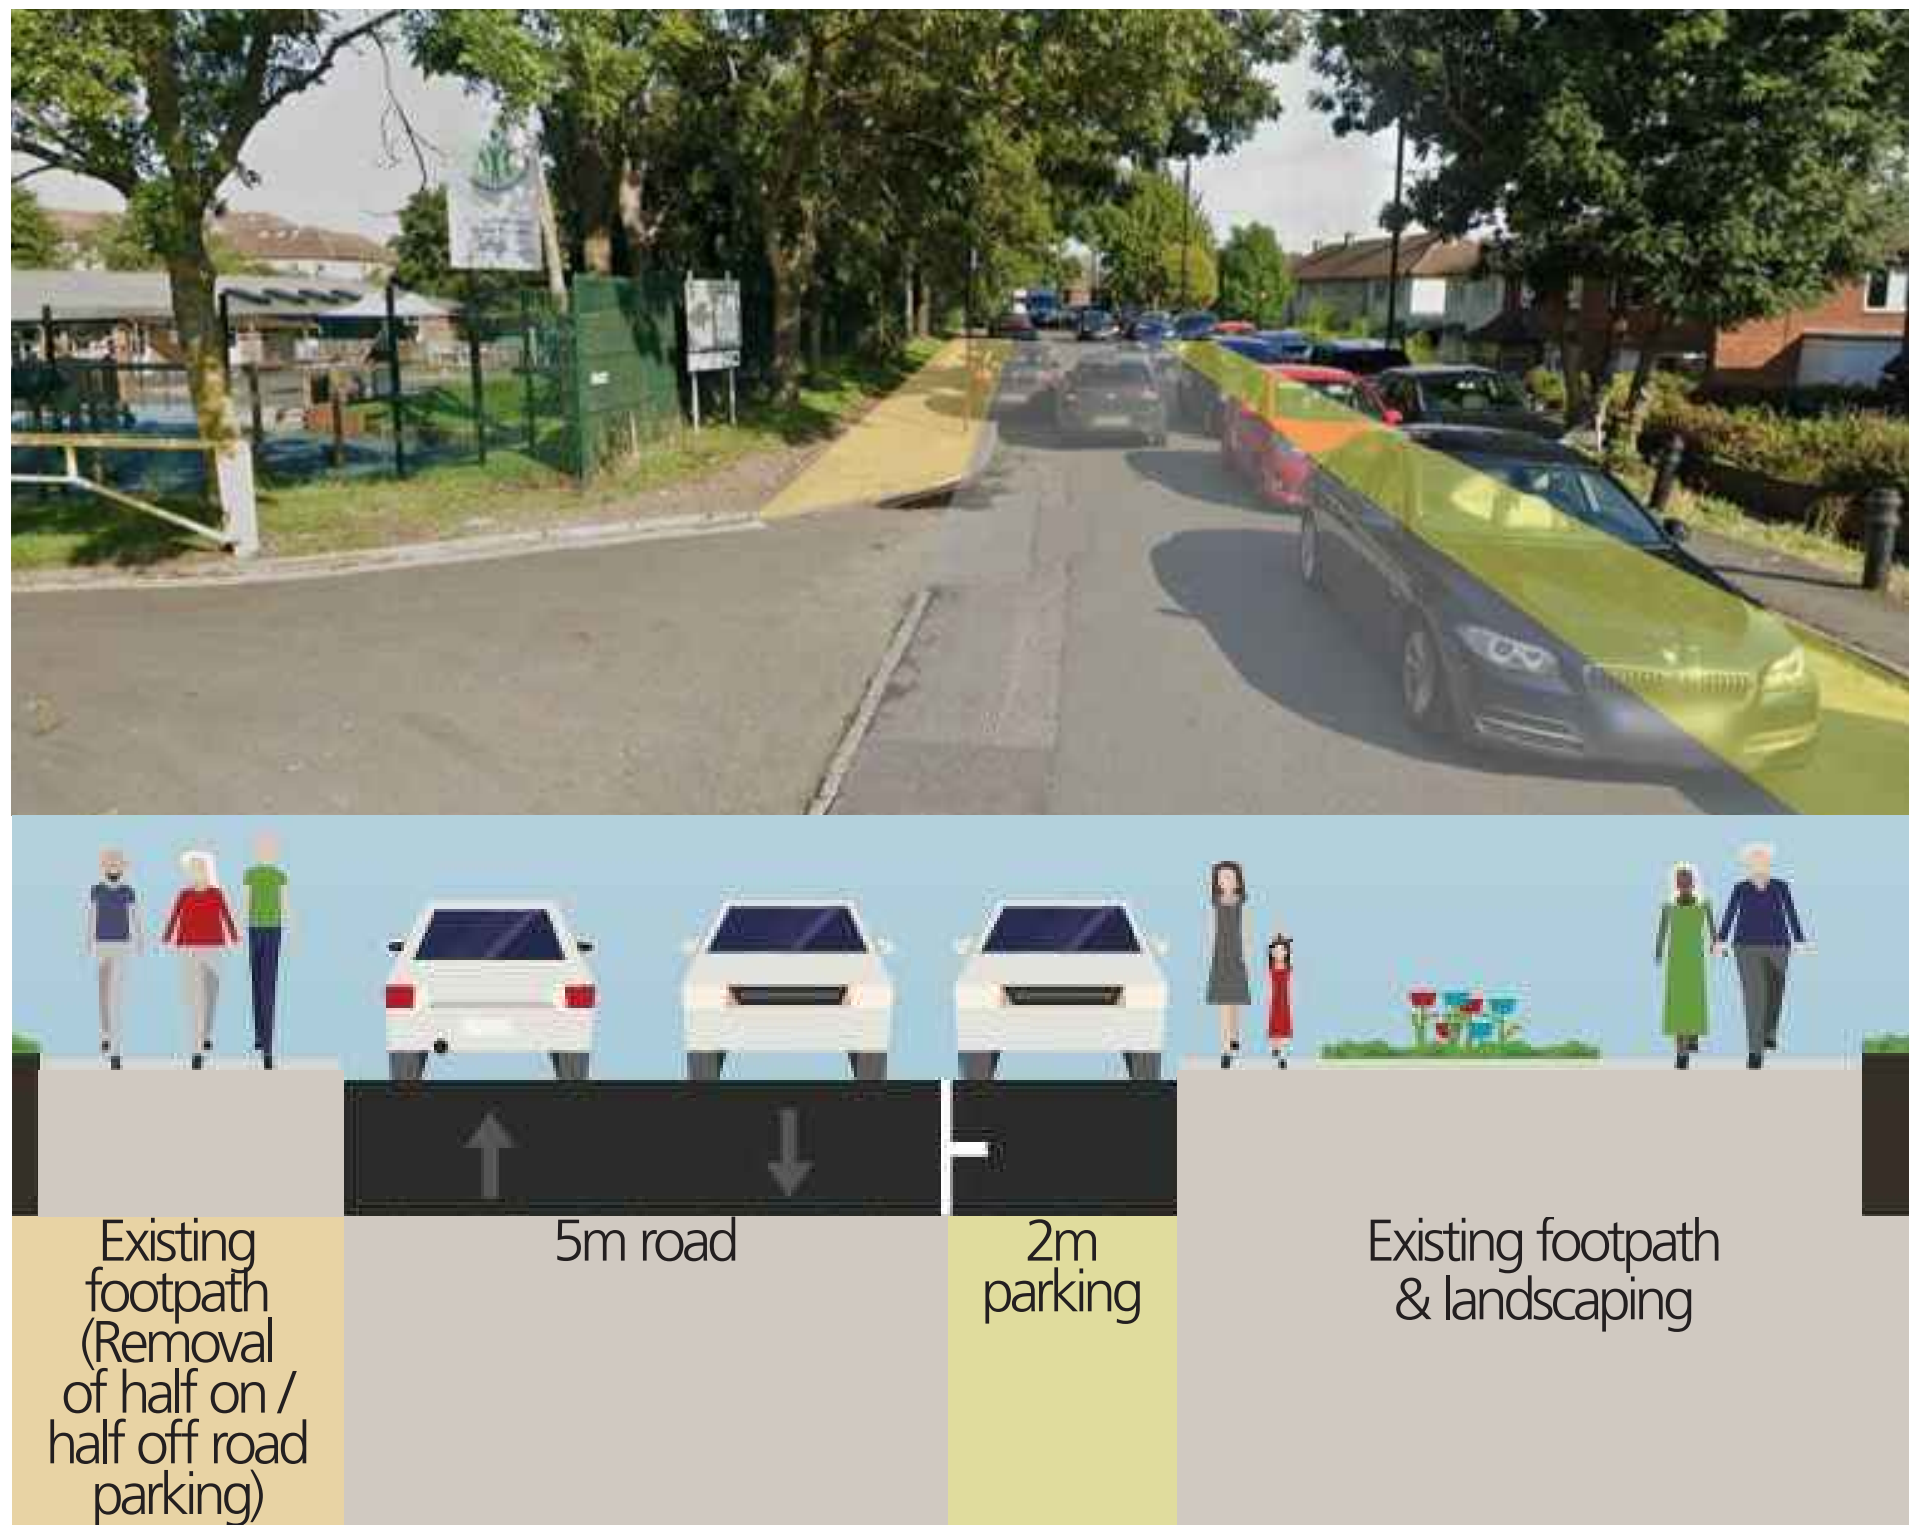 Existing
footpath
(Removal
of half on /
half off road
parking)
5m road
2m
parking
Existing footpath
& landscaping